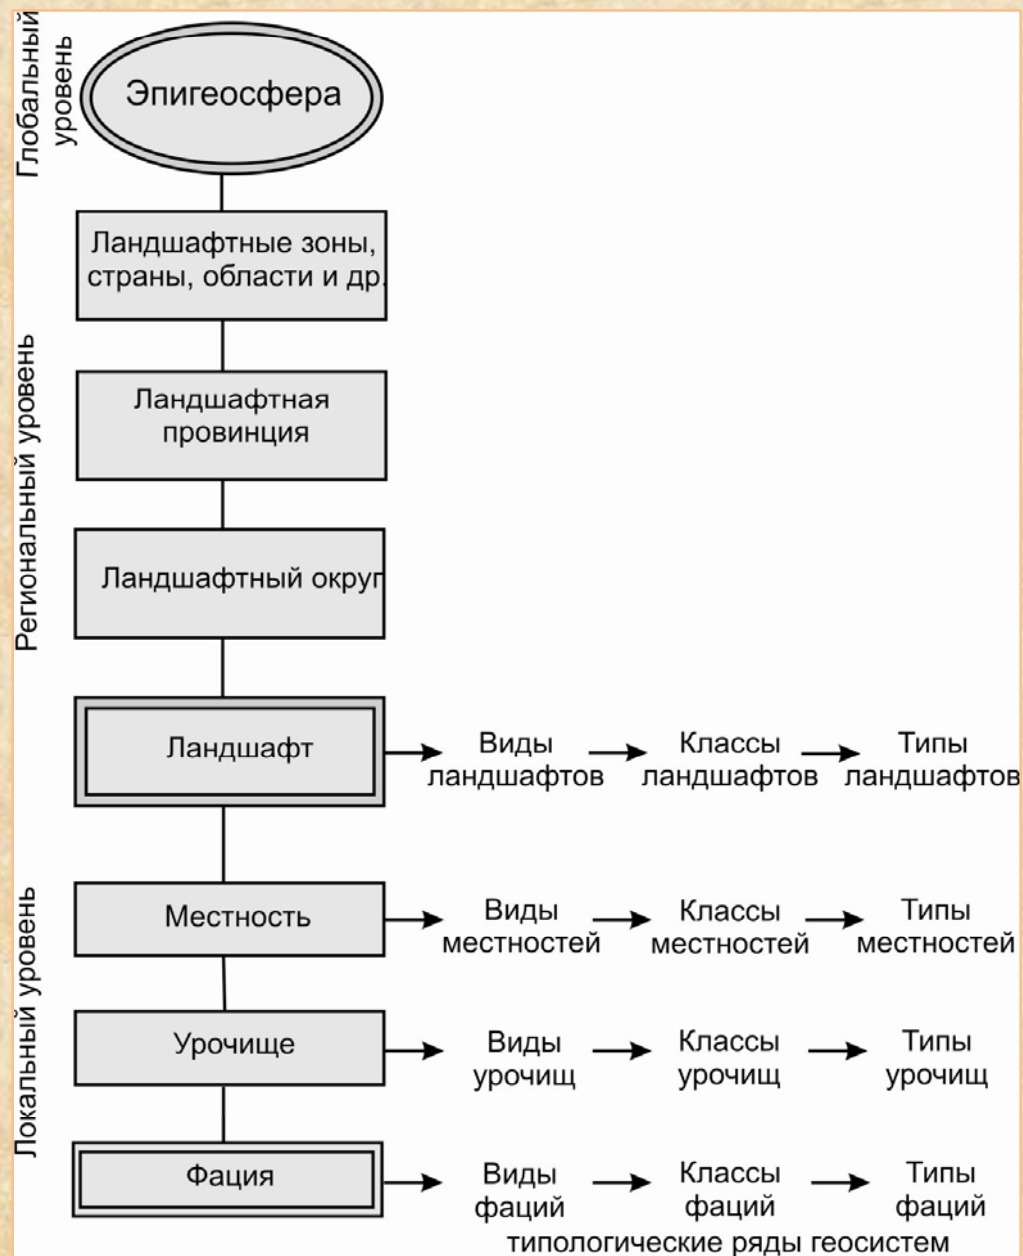 Глобальный
уровень
Эпигеосфера
Региональный уровень
Ландшафтные зоны,
страны, области и др.
Ландшафтная
провинция
Ландшафтный округ
Ландшафт
Виды
ландшафтов
Классы
ландшафтов
Типы
ландшафтов
Локальный уровень
Местность
Виды
местностей
Классы
местностей
Типы
местностей
Урочище
Виды
урочищ
Классы
урочищ
Типы
урочищ
Фация
Виды
фаций
Классы
фаций
Типы
фаций
типологические ряды геосистем